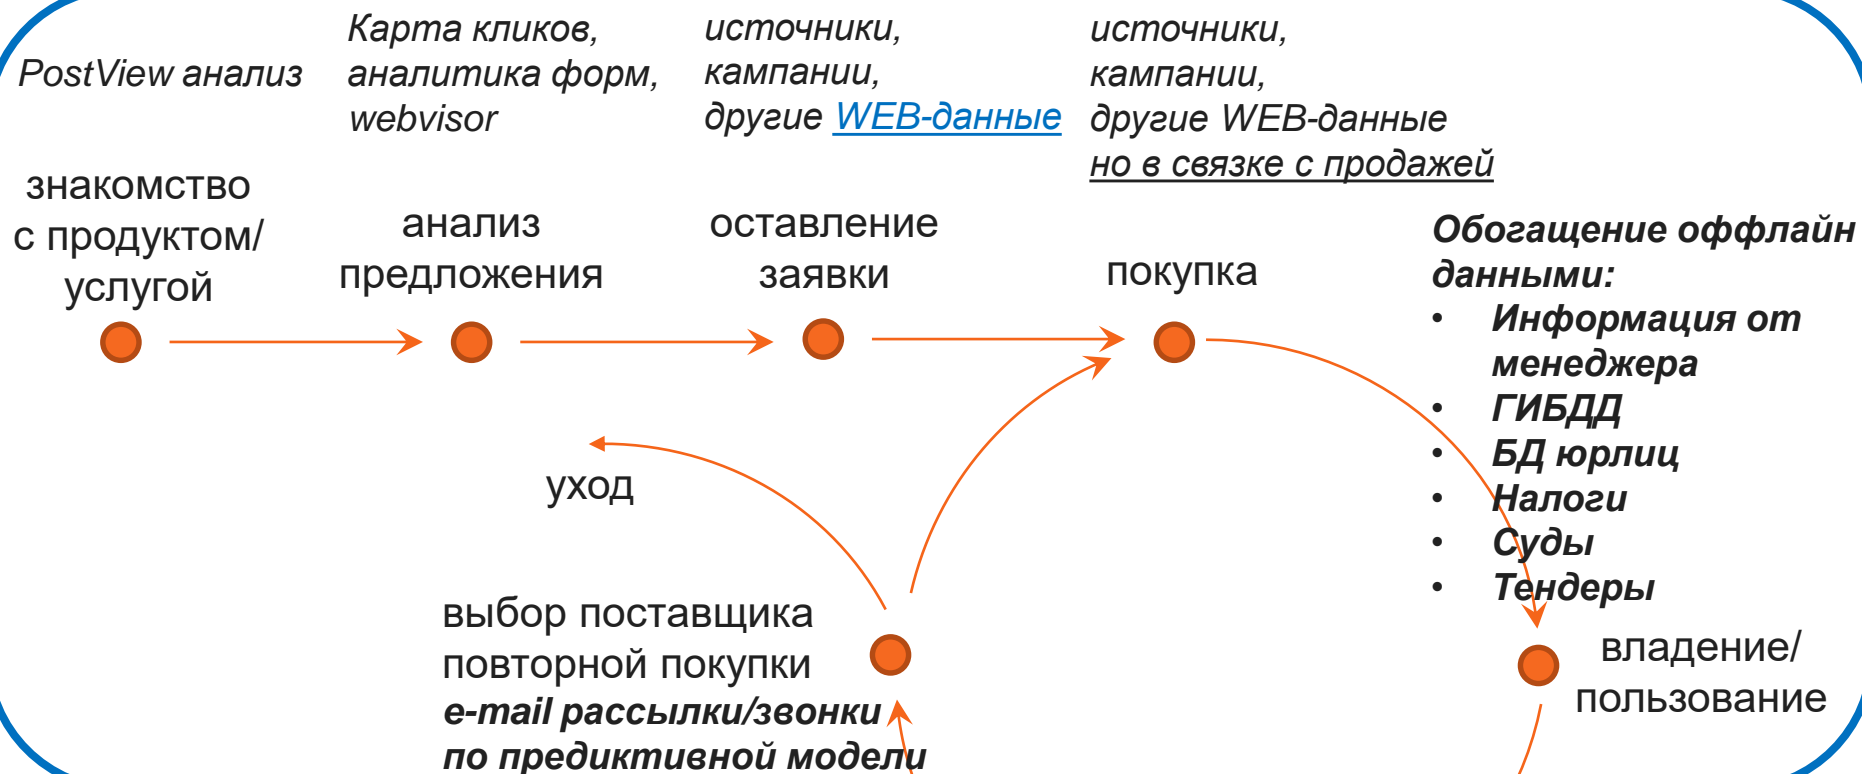 PostView анализ
Карта кликов,
аналитика форм,
webvisor
источники,
кампании,
другие WEB-данные
источники,
кампании,
другие WEB-данные
но в связке с продажей
знакомство
с продуктом/
услугой
анализ
предложения
оставление
заявки
покупка
Обогащение оффлайн
данными:
• Информация от
менеджера
• ГИБДД
• БД юрлиц
• Налоги
• Суды
• Тендеры
уход
выбор поставщика
повторной покупки
e-mail рассылки/звонки
по предиктивной модели
владение/
пользование